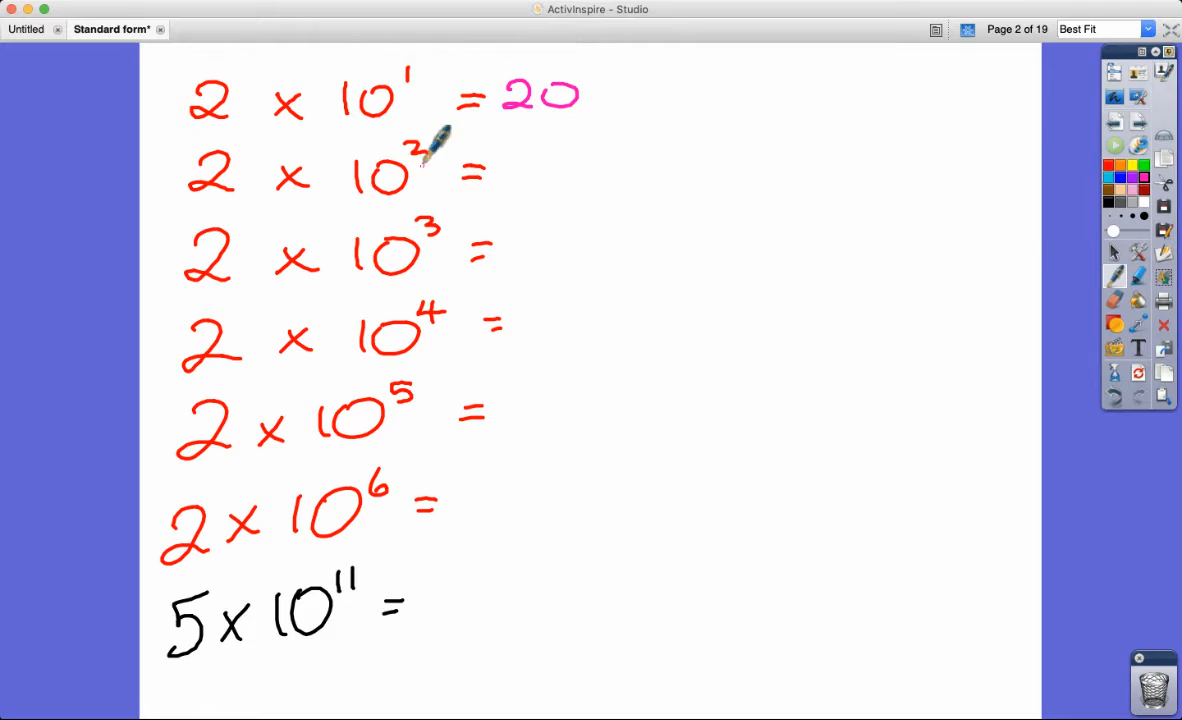 ActivInspire - Studio
Untitled Standard form* Page 2 of 19 Best Fit
2 × 10¹ = 20
2 × 10² =
2 × 10³ =
2 × 10⁴ =
2 × 10⁵ =
2 × 10⁶ =
5 × 10¹¹ =